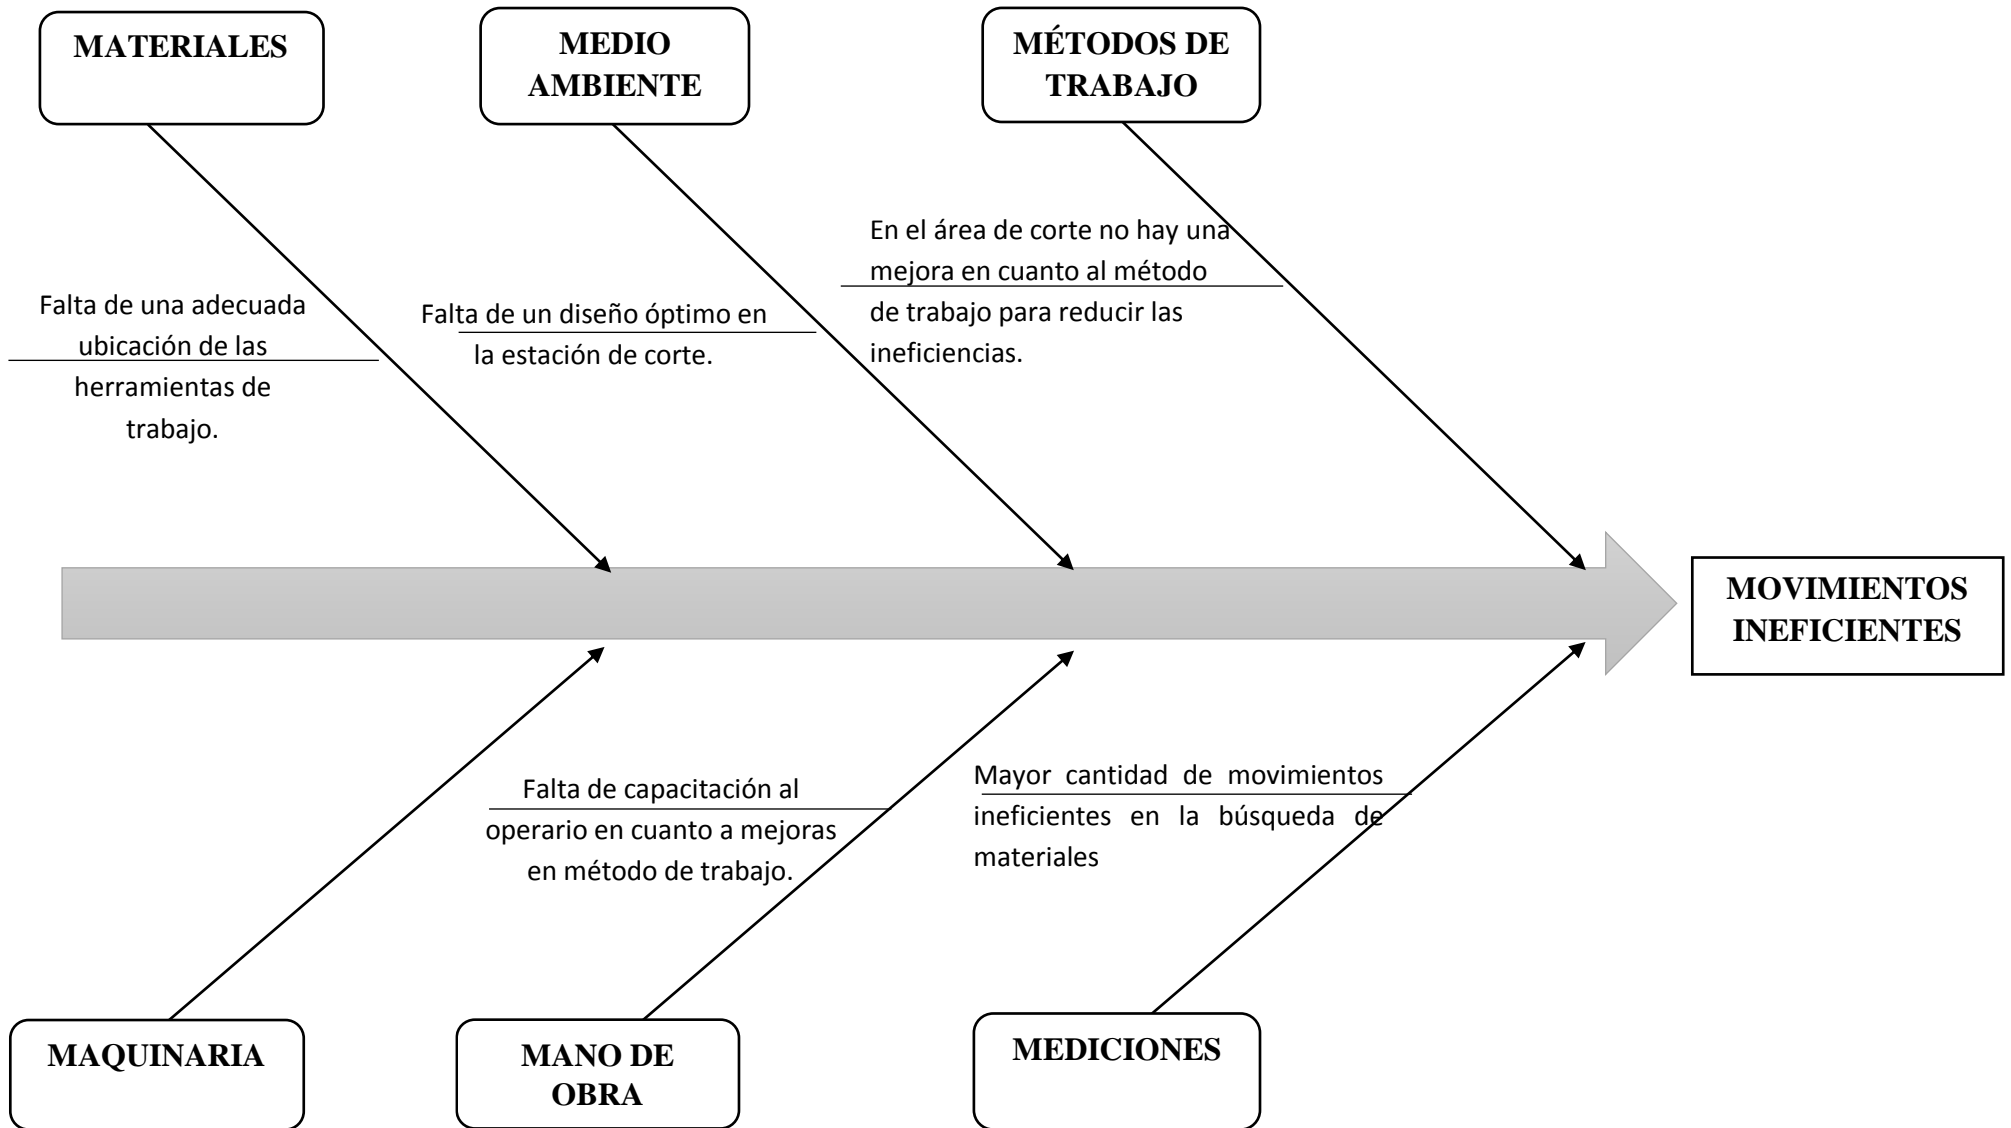 MATERIALES
MEDIO
AMBIENTE
MÉTODOS DE
TRABAJO
Falta de una adecuada
ubicación de las
herramientas de
trabajo.
Falta de un diseño óptimo en
la estación de corte.
En el área de corte no hay una
mejora en cuanto al método
de trabajo para reducir las
ineficiencias.
MOVIMIENTOS
INEFICIENTES
Falta de capacitación al
operario en cuanto a mejoras
en método de trabajo.
Mayor cantidad de movimientos
ineficientes en la búsqueda de
materiales
MAQUINARIA
MANO DE
OBRA
MEDICIONES